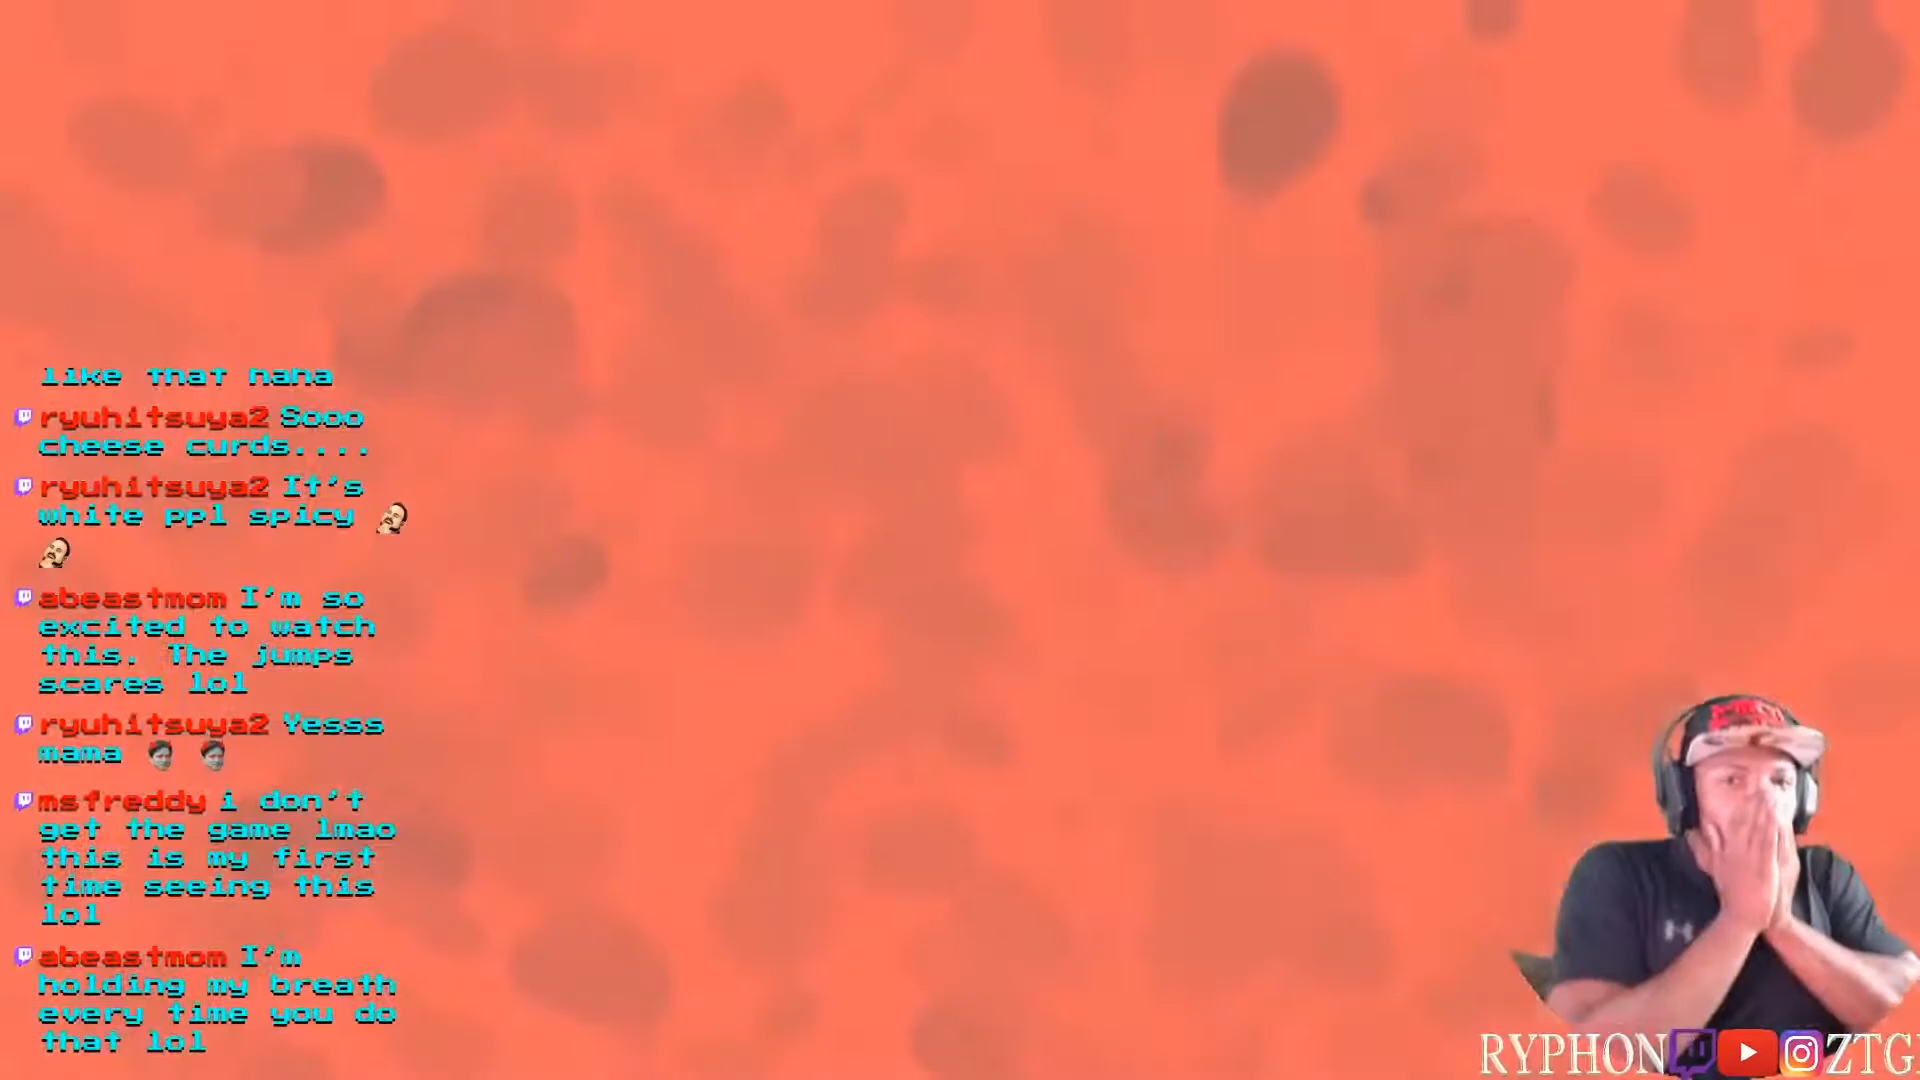 like that haha
ryuhitsuya2 Sooo
cheese curds....
ryuhitsuya2 It's
white ppl spicy
abeastmom I'm so
excited to watch
this. The jumps
scares lol
ryuhitsuya2 Yesss
mama
msfreddy i don't
get the game lmao
this is my first
time seeing this
lol
abeastmom I'm
holding my breath
every time you do
that lol
RYPHON ZTG